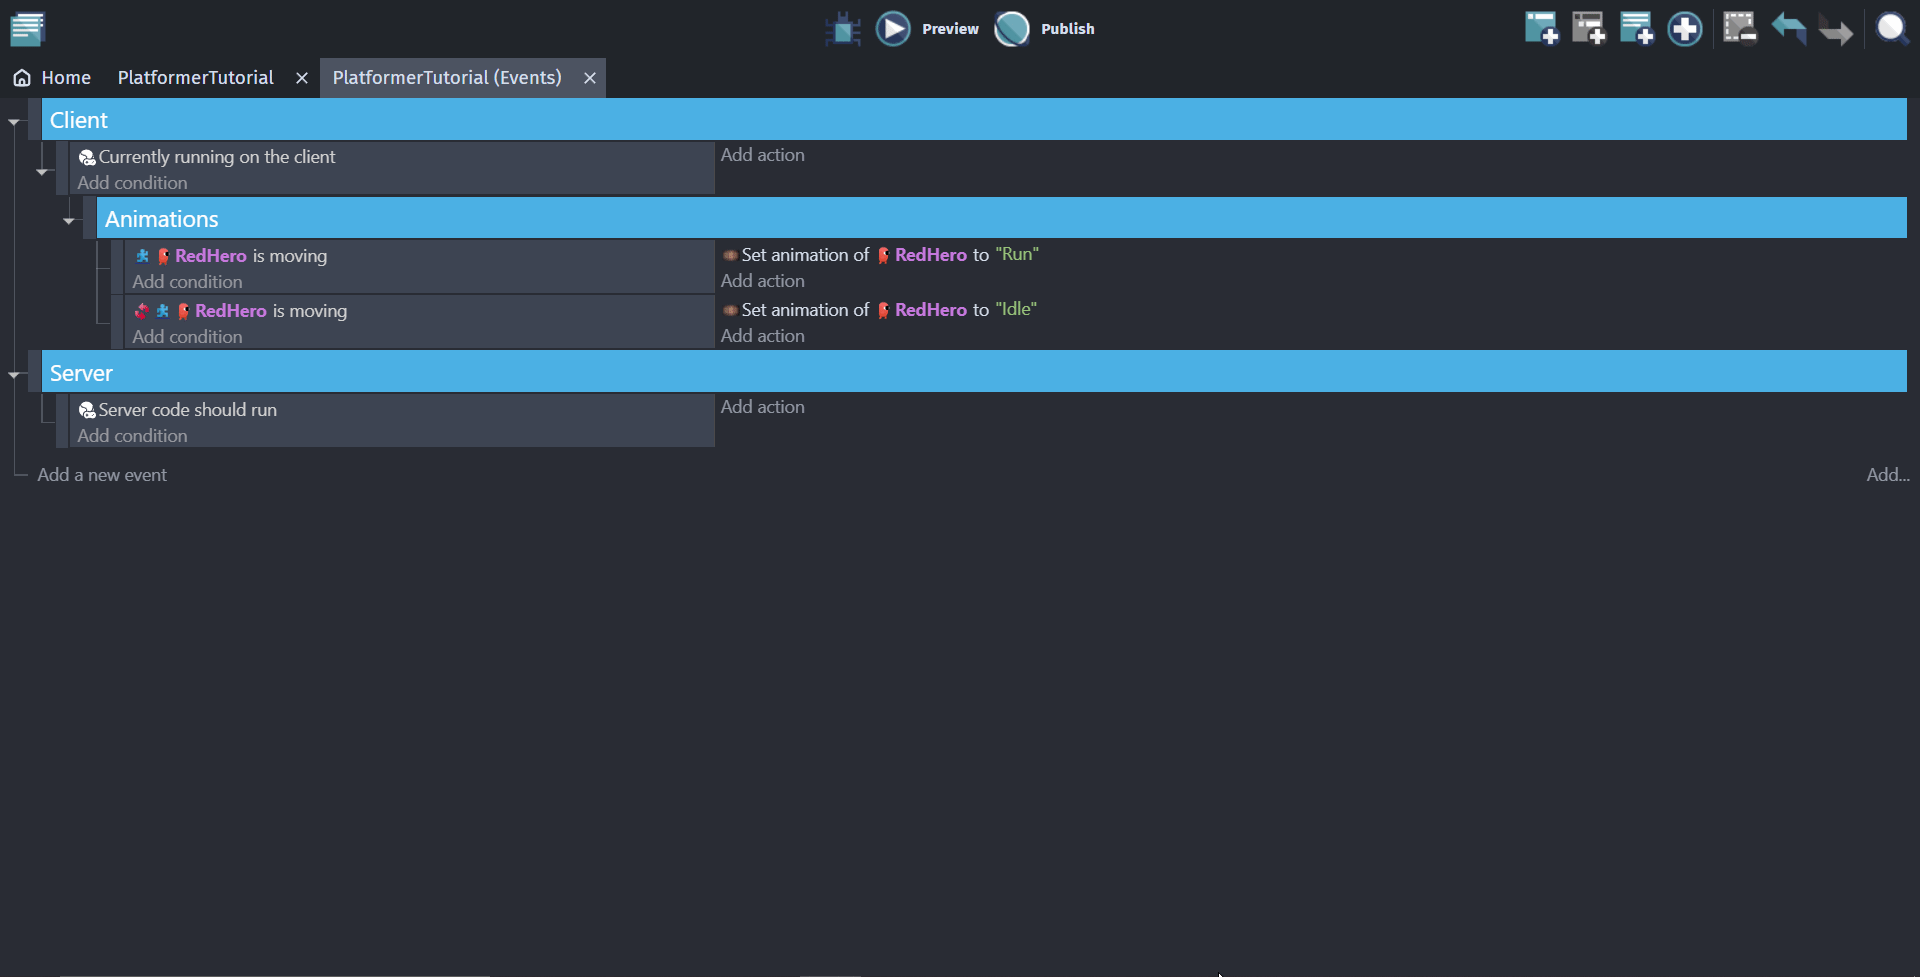 Preview Publish
Home PlatformerTutorial PlatformerTutorial (Events)
Client
Currently running on the client Add action
Add condition
Animations
RedHero is moving Set animation of RedHero to "Run"
Add condition Add action
RedHero is moving Set animation of RedHero to "Idle"
Add condition Add action
Server
Server code should run Add action
Add condition
Add a new event Add...